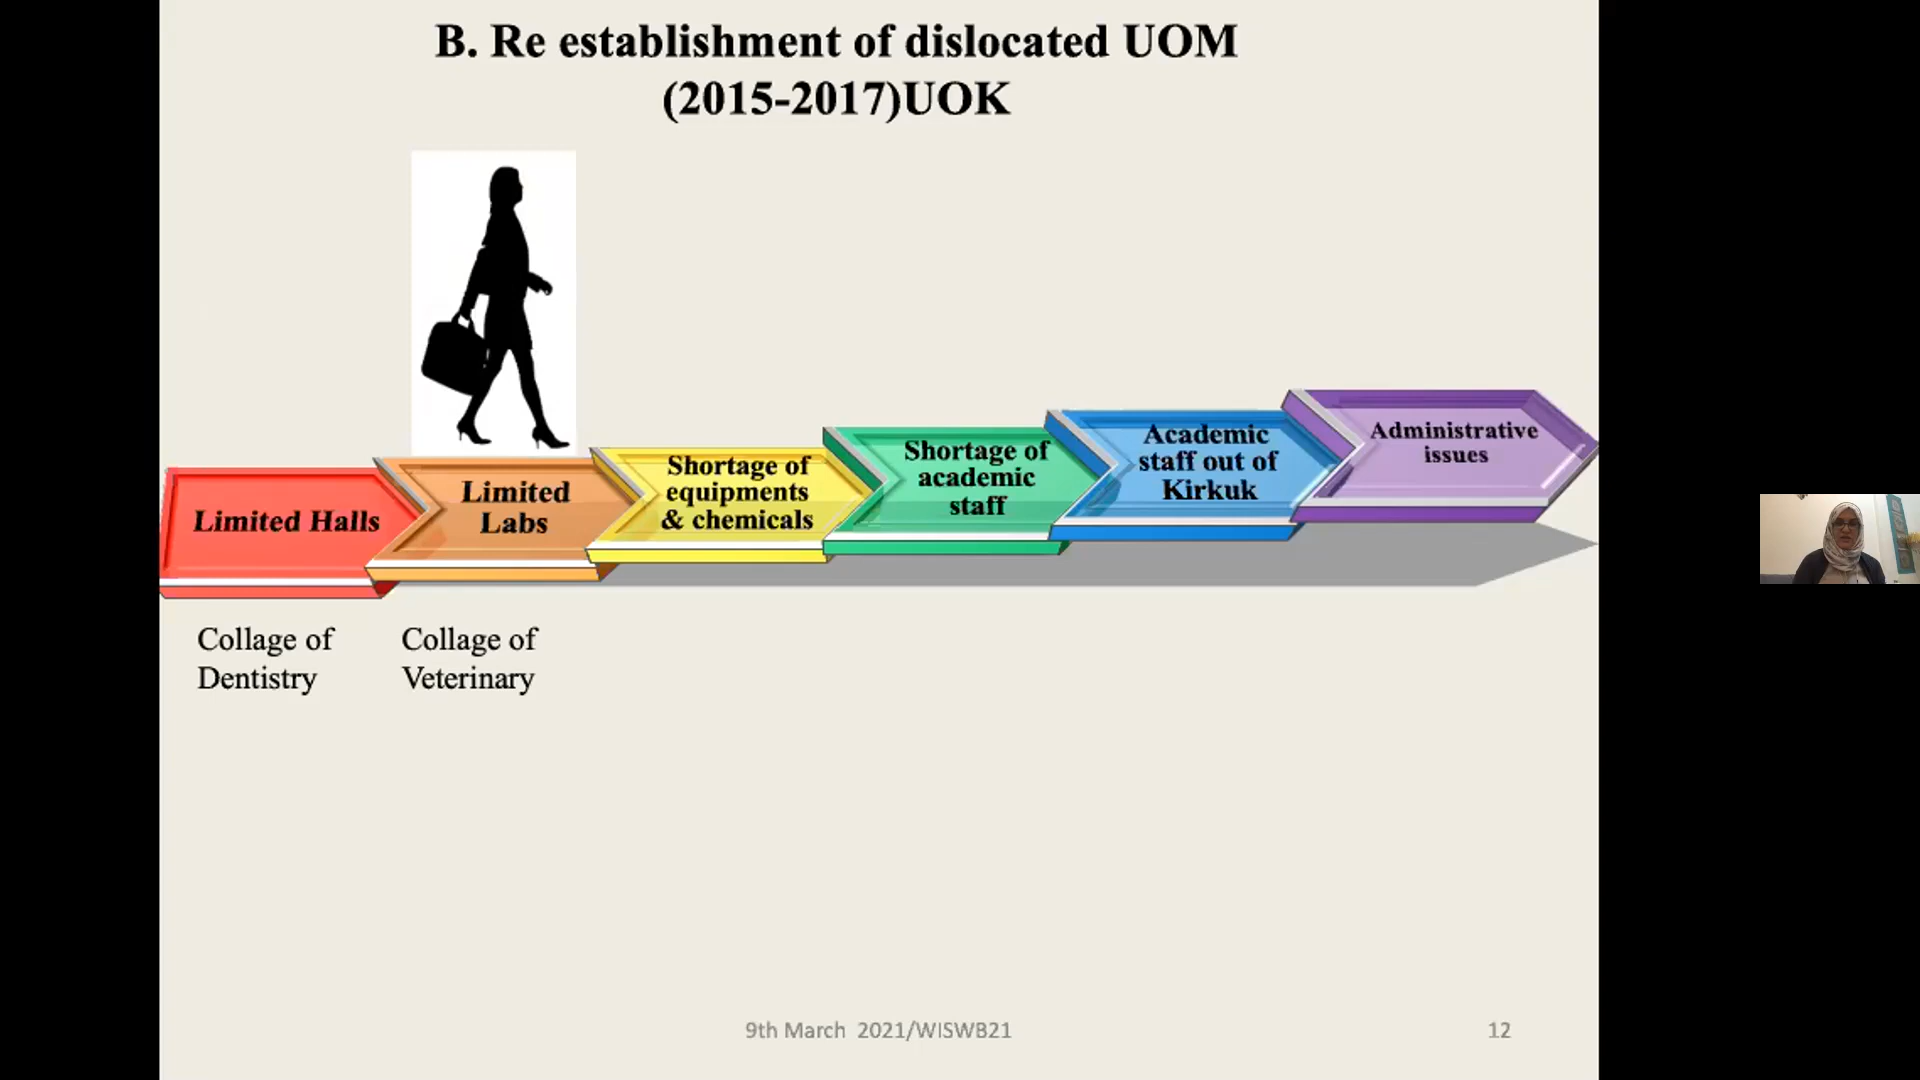 B. Re establishment of dislocated UOM
(2015-2017)UOK
Limited Halls
Limited
Labs
Shortage of
equipments
& chemicals
Shortage of
academic
staff
Academic
staff out of
Kirkuk
Administrative
issues
Collage of
Dentistry
Collage of
Veterinary
9th March 2021/WISWB21
12